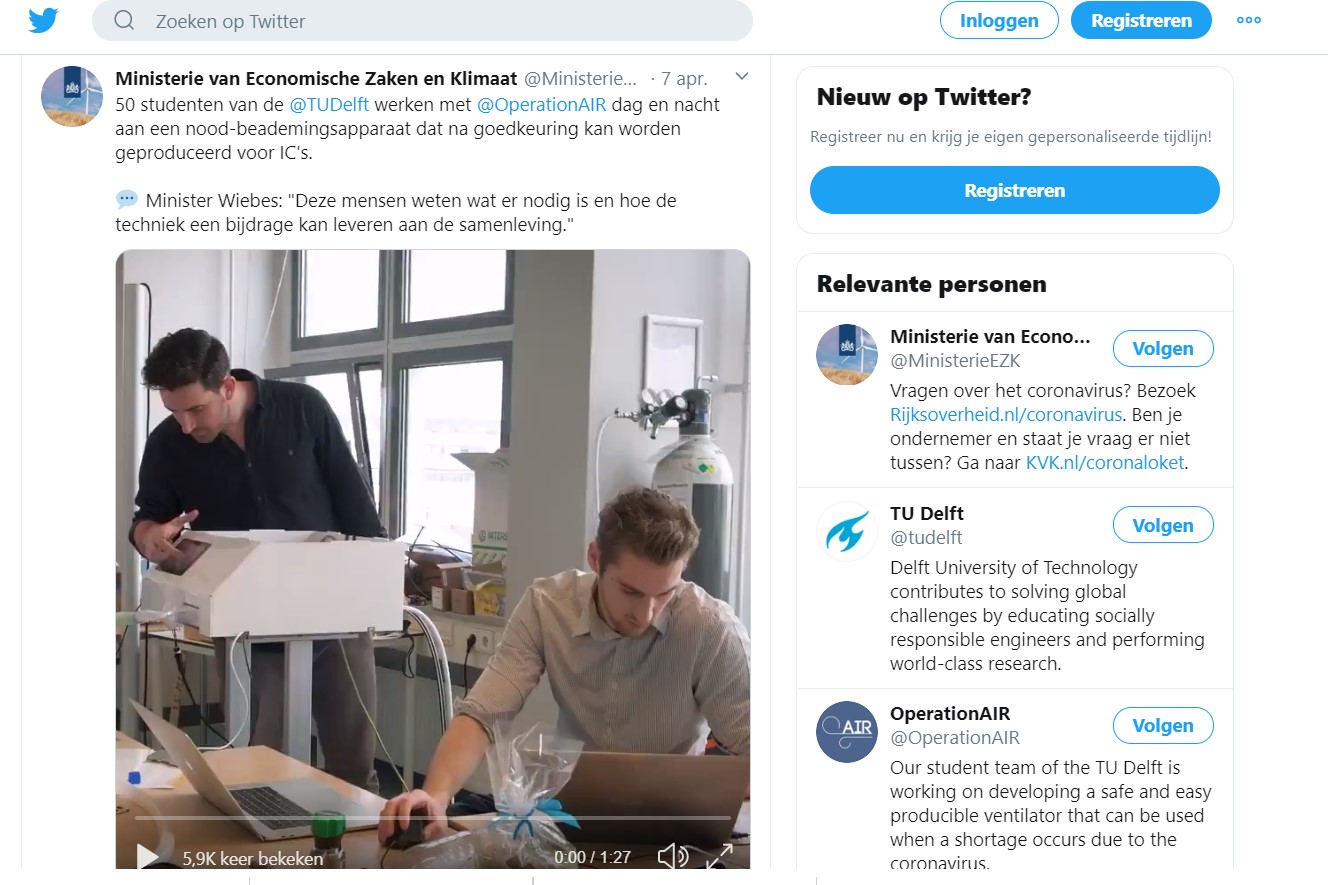 Zoeken op Twitter
Inloggen
Registreren
Ministerie van Economische Zaken en Klimaat @Ministerie... · 7 apr.
50 studenten van de @TUDelft werken met @OperationAIR dag en nacht
aan een nood-beademingsapparaat dat na goedkeuring kan worden
geproduceerd voor IC's.
💬 Minister Wiebes: "Deze mensen weten wat er nodig is en hoe de
techniek een bijdrage kan leveren aan de samenleving."
5,9K keer bekeken
0:00 / 1:27
Nieuw op Twitter?
Registreer nu en krijg je eigen gepersonaliseerde tijdlijn!
Registreren
Relevante personen
Ministerie van Econo...
@MinisterieEZK
Volgen
Vragen over het coronavirus? Bezoek
Rijksoverheid.nl/coronavirus. Ben je
ondernemer en staat je vraag er niet
tussen? Ga naar KVK.nl/coronaloket.
TU Delft
@tudelft
Volgen
Delft University of Technology
contributes to solving global
challenges by educating socially
responsible engineers and performing
world-class research.
AIR
OperationAIR
@OperationAIR
Volgen
Our student team of the TU Delft is
working on developing a safe and easy
producible ventilator that can be used
when a shortage occurs due to the
coronavirus.